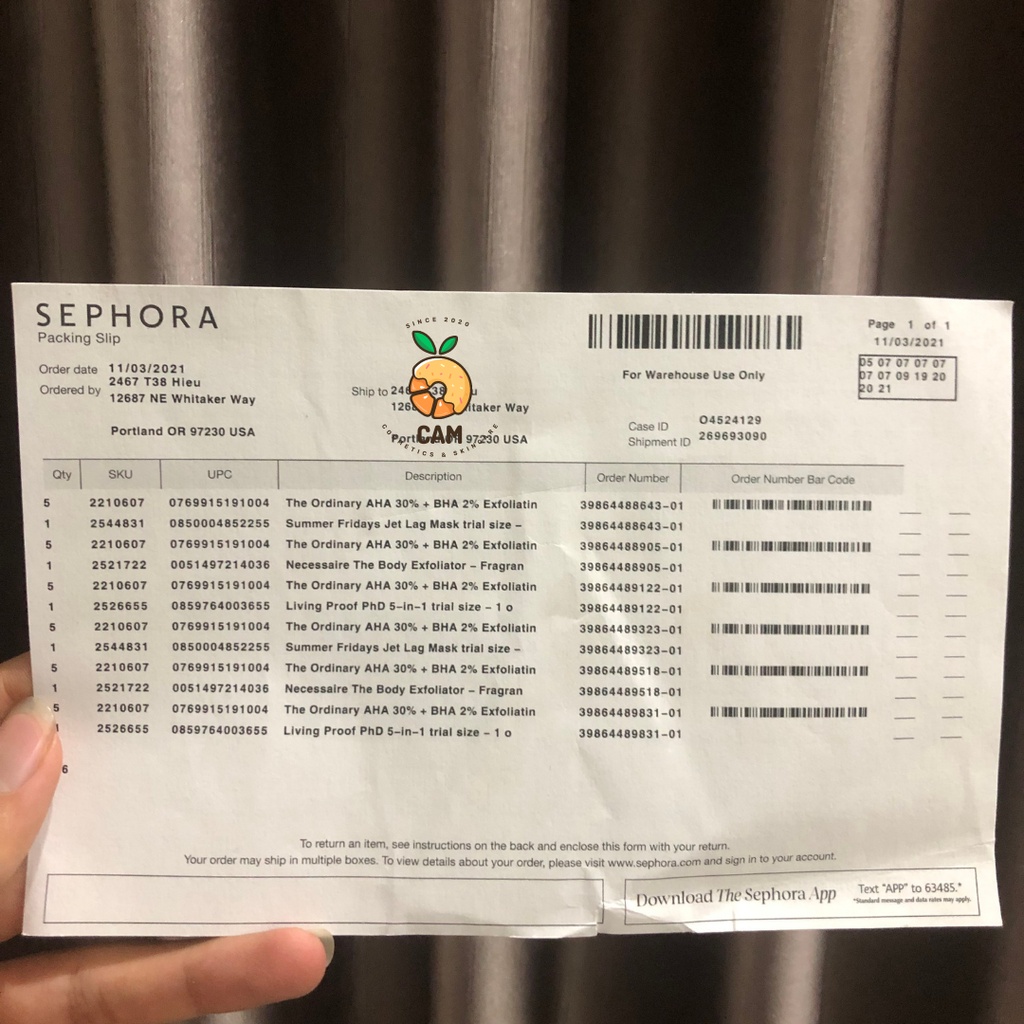 SEPHORA
Packing Slip
Order date 11/03/2021
Ordered by 2467 T38 Hieu
12687 NE Whitaker Way
Portland OR 97230 USA
SINCE 2020
CAM
COSMETICS & SKINCARE
Ship to
Whitaker Way
Portland OR 97230 USA
For Warehouse Use Only
Case ID O4524129
Shipment ID 269693090
Page 1 of 1
11/03/2021
05 07 07 07 07
07 07 09 19 20
20 21
Qty SKU UPC Description Order Number Order Number Bar Code
5 2210607 0769915191004 The Ordinary AHA 30% + BHA 2% Exfoliatin 39864488643-01
1 2544831 0850004852255 Summer Fridays Jet Lag Mask trial size - 39864488643-01
5 2210607 0769915191004 The Ordinary AHA 30% + BHA 2% Exfoliatin 39864488905-01
1 2521722 0051497214036 Necessaire The Body Exfoliator - Fragran 39864488905-01
5 2210607 0769915191004 The Ordinary AHA 30% + BHA 2% Exfoliatin 39864489122-01
1 2526655 0859764003655 Living Proof PhD 5-in-1 trial size - 1 o 39864489122-01
5 2210607 0769915191004 The Ordinary AHA 30% + BHA 2% Exfoliatin 39864489323-01
1 2544831 0850004852255 Summer Fridays Jet Lag Mask trial size - 39864489323-01
5 2210607 0769915191004 The Ordinary AHA 30% + BHA 2% Exfoliatin 39864489518-01
1 2521722 0051497214036 Necessaire The Body Exfoliator - Fragran 39864489518-01
5 2210607 0769915191004 The Ordinary AHA 30% + BHA 2% Exfoliatin 39864489831-01
1 2526655 0859764003655 Living Proof PhD 5-in-1 trial size - 1 o 39864489831-01
6
To return an item, see instructions on the back and enclose this form with your return.
Your order may ship in multiple boxes. To view details about your order, please visit www.sephora.com and sign in to your account.
Download The Sephora App
Text "APP" to 63485.*
*Standard message and data rates may apply.